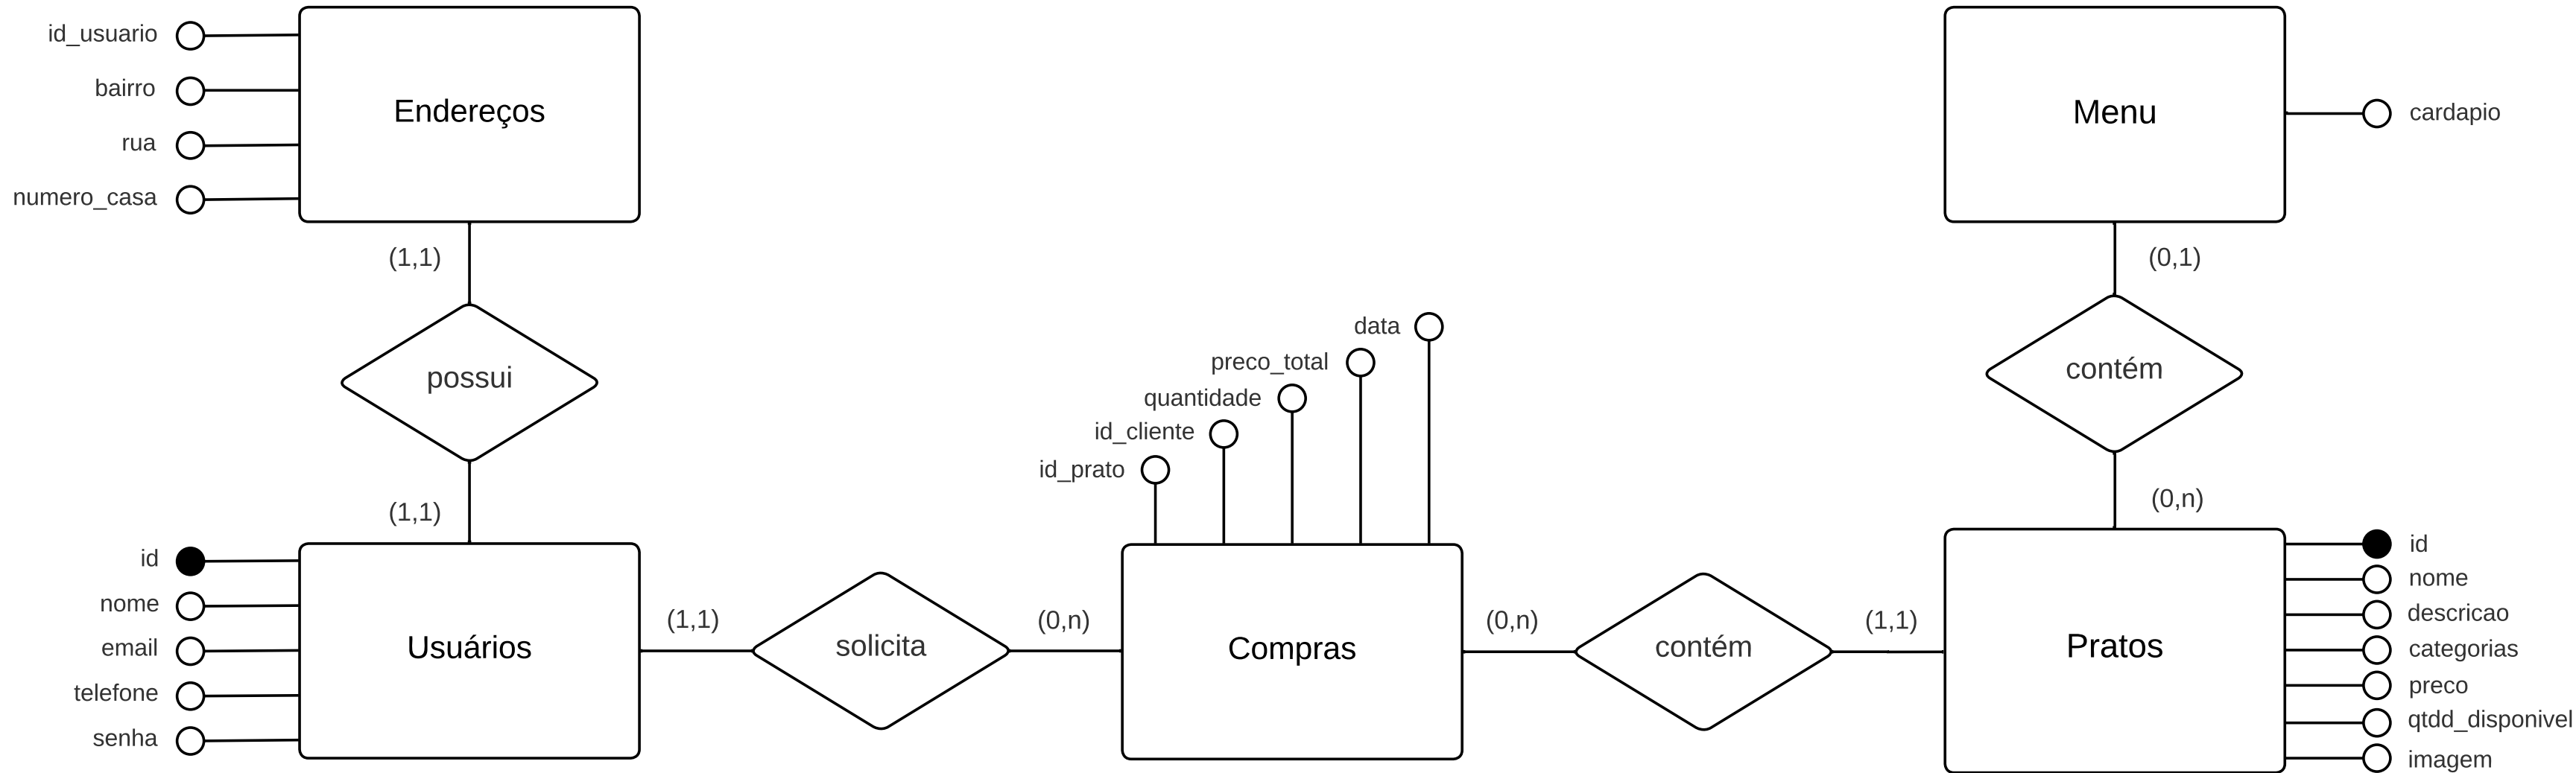 id_usuario
bairro
rua
numero_casa
Endereços
(1,1)
possui
(1,1)
id
nome
email
telefone
senha
Usuários
(1,1)
solicita
(0,n)
data
preco_total
quantidade
id_cliente
id_prato
Compras
(0,n)
contém
(1,1)
Menu
cardapio
(0,1)
contém
(0,n)
Pratos
id
nome
descricao
categorias
preco
qtdd_disponivel
imagem